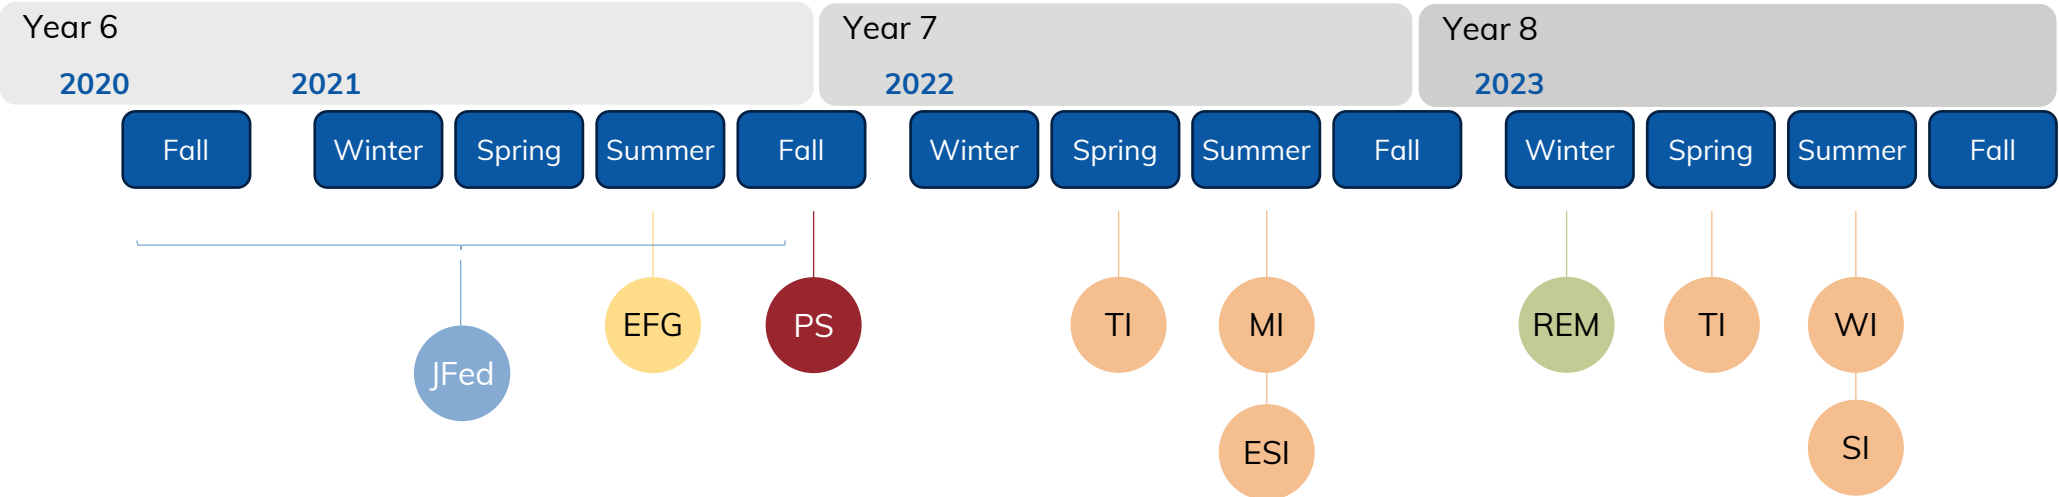 Year 6
Year 7
Year 8
2020
2021
2022
2023
Fall
Winter
Spring
Summer
Fall
Winter
Spring
Summer
Fall
Winter
Spring
Summer
Fall
EFG
PS
TI
MI
REM
TI
WI
JFed
ESI
SI